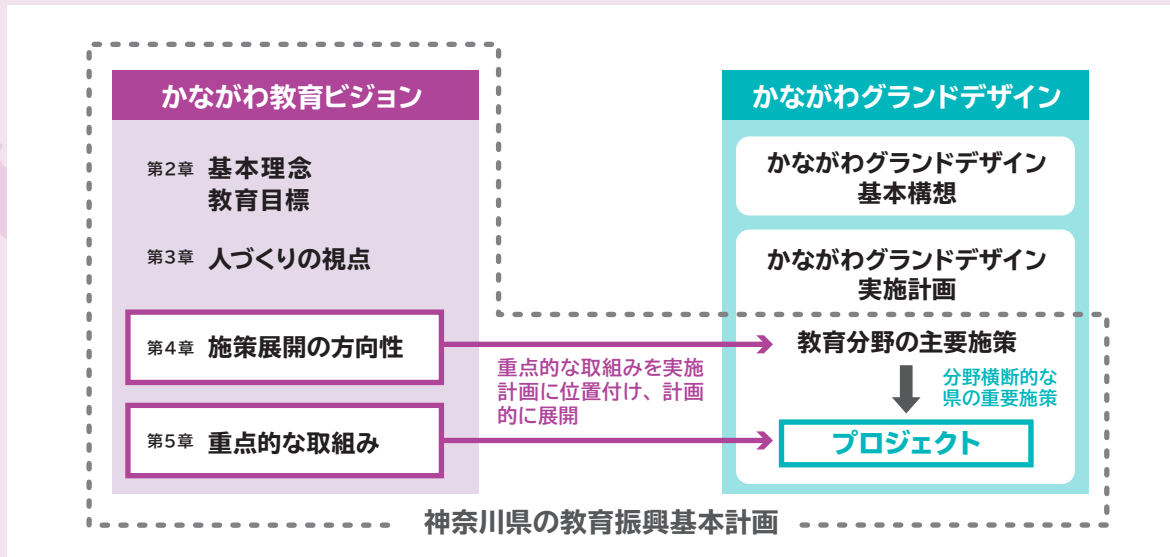 かながわ教育ビジョン
第2章 基本理念
教育目標
第3章 人づくりの視点
第4章 施策展開の方向性
第5章 重点的な取組み
重点的な取組みを実施
計画に位置付け、計画
的に展開
かながわグランドデザイン
かながわグランドデザイン
基本構想
かながわグランドデザイン
実施計画
教育分野の主要施策
分野横断的な
県の重要施策
プロジェクト
神奈川県の教育振興基本計画